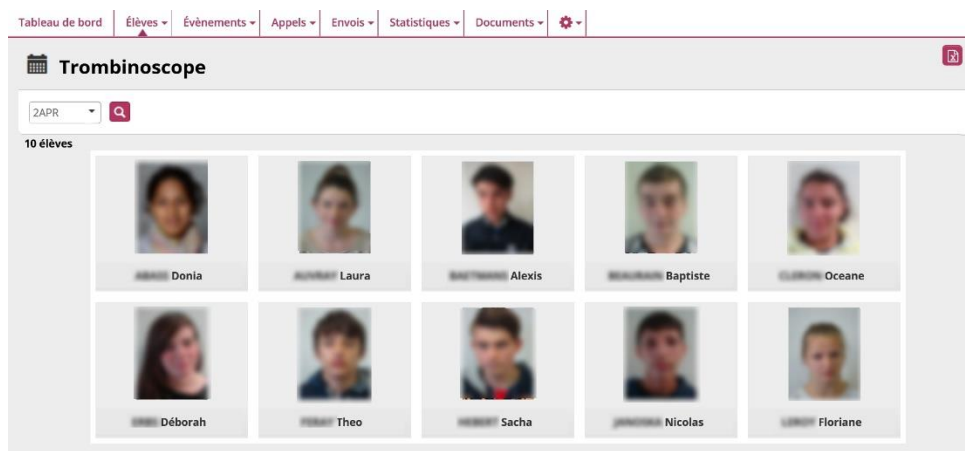 Tableau de bord Élèves Évènements Appels Envois Statistiques Documents
Trombinoscope
2APR
10 élèves
Donia Laura Alexis Baptiste Oceane
Déborah Theo Sacha Nicolas Floriane